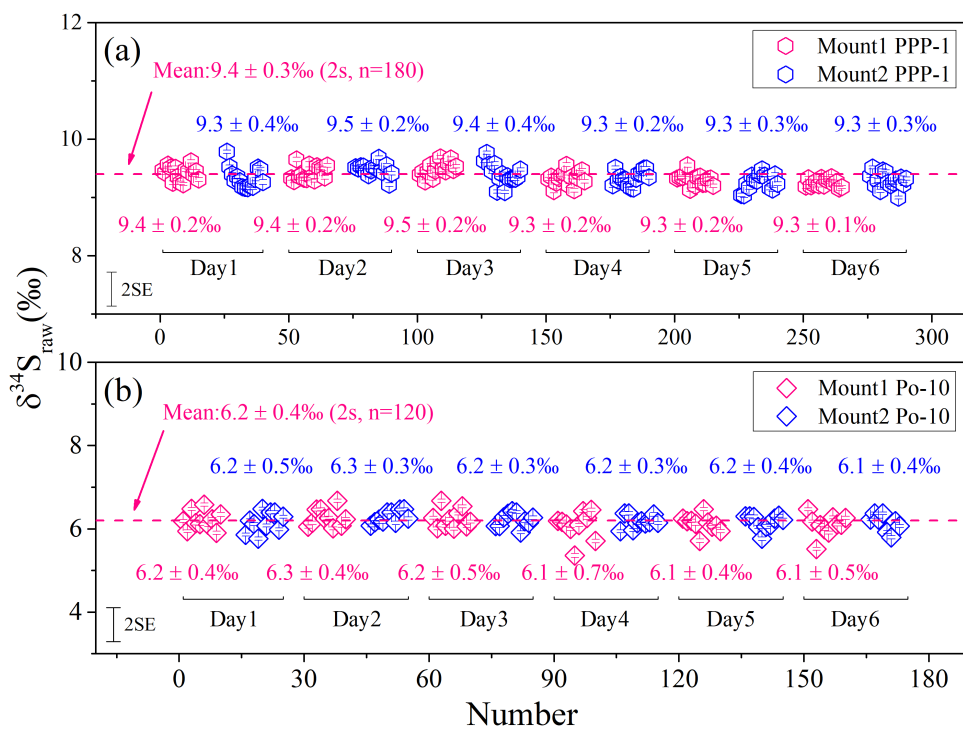 δ³⁴S_raw(‰)
12
10
8
(a)
Mean:9.4 ± 0.3‰ (2s, n=180)
Mount1 PPP-1
Mount2 PPP-1
9.3 ± 0.4‰ 9.5 ± 0.2‰ 9.4 ± 0.4‰ 9.3 ± 0.2‰ 9.3 ± 0.3‰ 9.3 ± 0.3‰
9.4 ± 0.2‰ 9.4 ± 0.2‰ 9.5 ± 0.2‰ 9.3 ± 0.2‰ 9.3 ± 0.2‰ 9.3 ± 0.1‰
Day1 Day2 Day3 Day4 Day5 Day6
2SE
0 50 100 150 200 250 300
10
8
6
4
(b)
Mean:6.2 ± 0.4‰ (2s, n=120)
Mount1 Po-10
Mount2 Po-10
6.2 ± 0.5‰ 6.3 ± 0.3‰ 6.2 ± 0.3‰ 6.2 ± 0.3‰ 6.2 ± 0.4‰ 6.1 ± 0.4‰
6.2 ± 0.4‰ 6.3 ± 0.4‰ 6.2 ± 0.5‰ 6.1 ± 0.7‰ 6.1 ± 0.4‰ 6.1 ± 0.5‰
Day1 Day2 Day3 Day4 Day5 Day6
2SE
0 30 60 90 120 150 180
Number